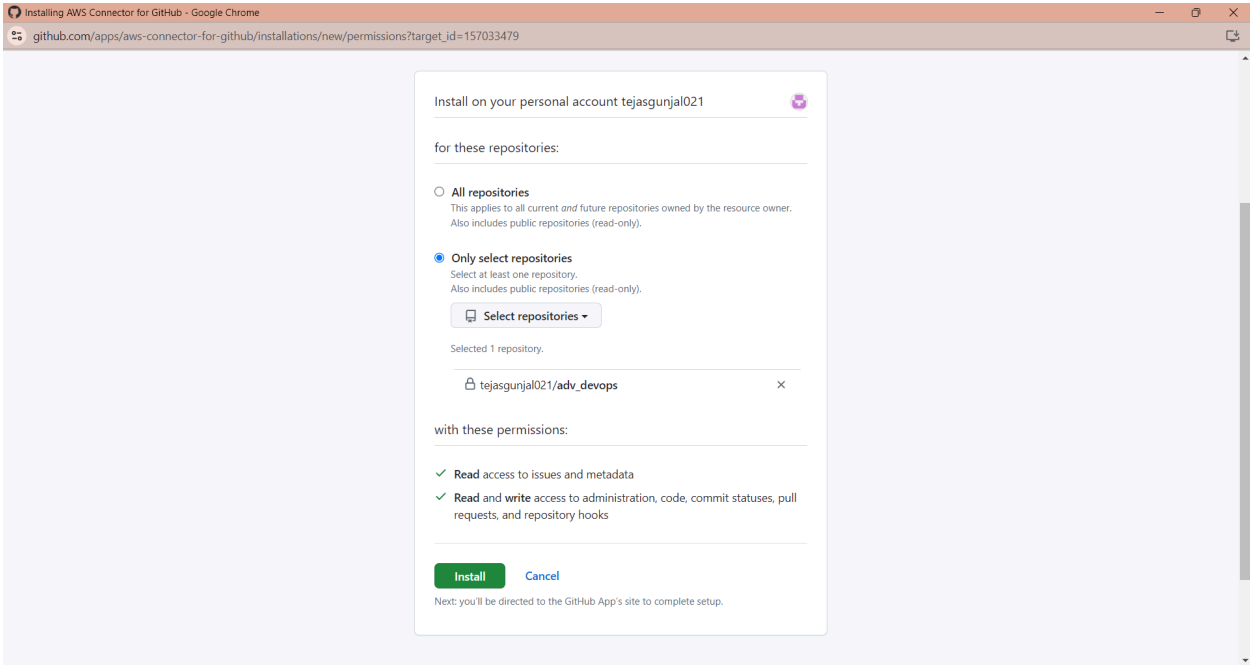 Installing AWS Connector for GitHub - Google Chrome
github.com/apps/aws-connector-for-github/installations/new/permissions?target_id=157033479
Install on your personal account tejasgunjal021
for these repositories:
All repositories
This applies to all current and future repositories owned by the resource owner.
Also includes public repositories (read-only).
Only select repositories
Select at least one repository.
Also includes public repositories (read-only).
Select repositories
Selected 1 repository.
tejasgunjal021/adv_devops
with these permissions:
Read access to issues and metadata
Read and write access to administration, code, commit statuses, pull
requests, and repository hooks
Install Cancel
Next: you'll be directed to the GitHub App's site to complete setup.